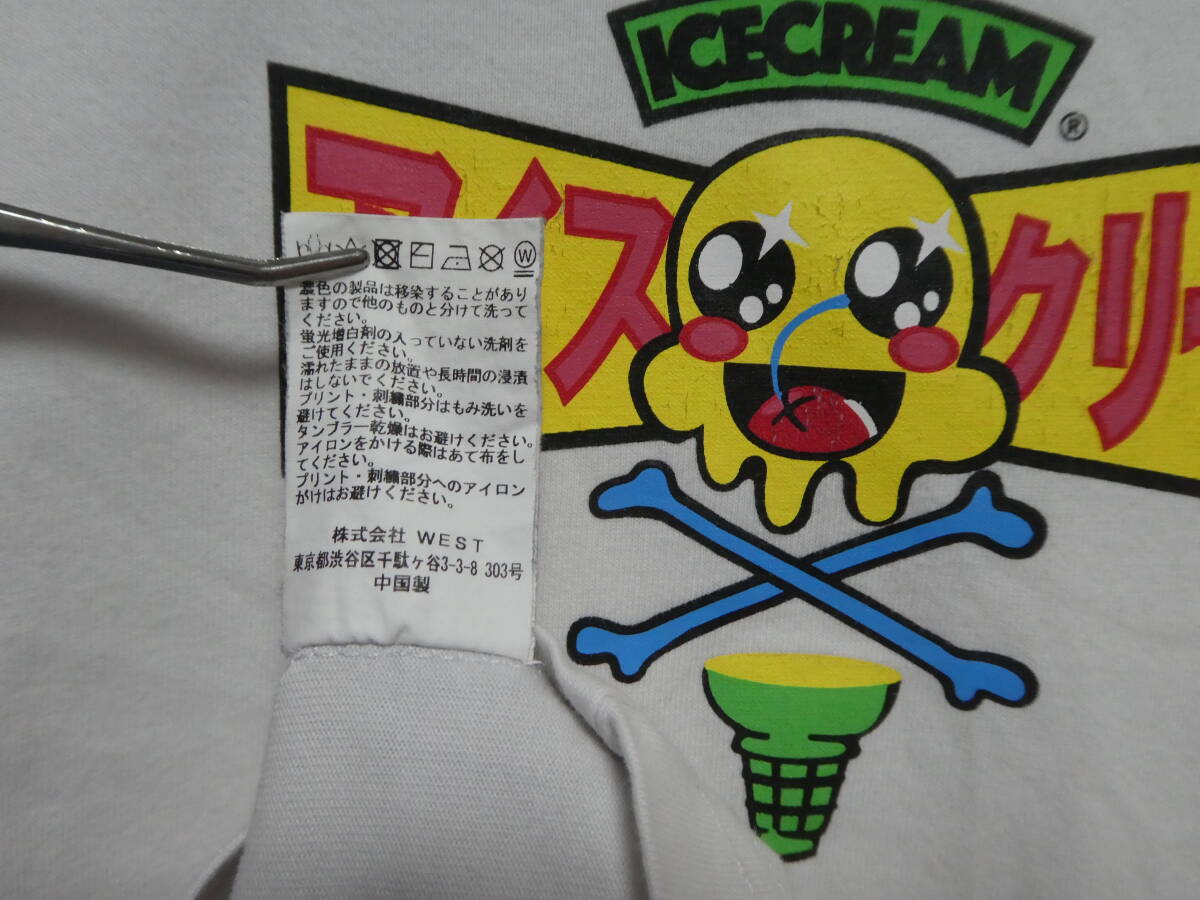 ICECREAM
®
アイスクリー
W
濃色の製品は移染することがあり
ますので他のものと分けて洗って
ください。
蛍光増白剤の入っていない洗剤を
ご使用ください。
濡れたままの放置や長時間の浸漬
はしないでください。
プリント・刺繍部分はもみ洗いを
避けてください。
タンブラー乾燥はお避けください。
アイロンをかける際はあて布をし
てください。
プリント・刺繍部分へのアイロン
がけはお避けください。
株式会社 WEST
東京都渋谷区千駄ヶ谷3-3-8 303号
中国製